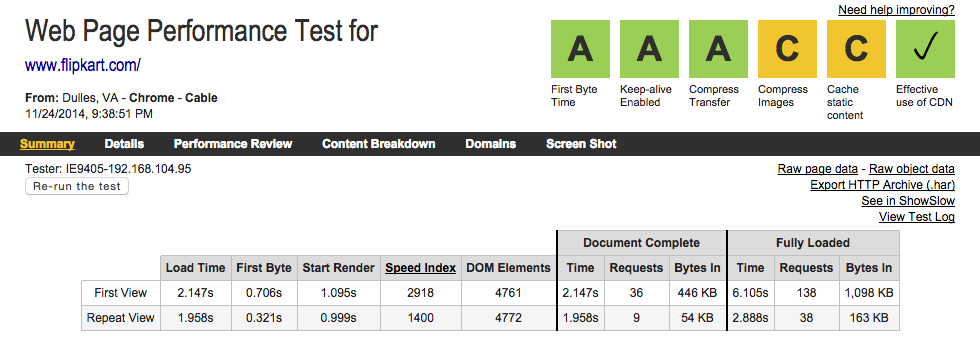 Need help improving?
Web Page Performance Test for
www.flipkart.com/
From: Dulles, VA - Chrome - Cable
11/24/2014, 9:38:51 PM
A A A C C ✓
First Byte Time
Keep-alive Enabled
Compress Transfer
Compress Images
Cache static content
Effective use of CDN
Summary Details Performance Review Content Breakdown Domains Screen Shot
Tester: IE9405-192.168.104.95
Re-run the test
Raw page data - Raw object data
Export HTTP Archive (.har)
See in ShowSlow
View Test Log
Document Complete Fully Loaded
Load Time First Byte Start Render Speed Index DOM Elements Time Requests Bytes In Time Requests Bytes In
First View 2.147s 0.706s 1.095s 2918 4761 2.147s 36 446 KB 6.105s 138 1,098 KB
Repeat View 1.958s 0.321s 0.999s 1400 4772 1.958s 9 54 KB 2.888s 38 163 KB